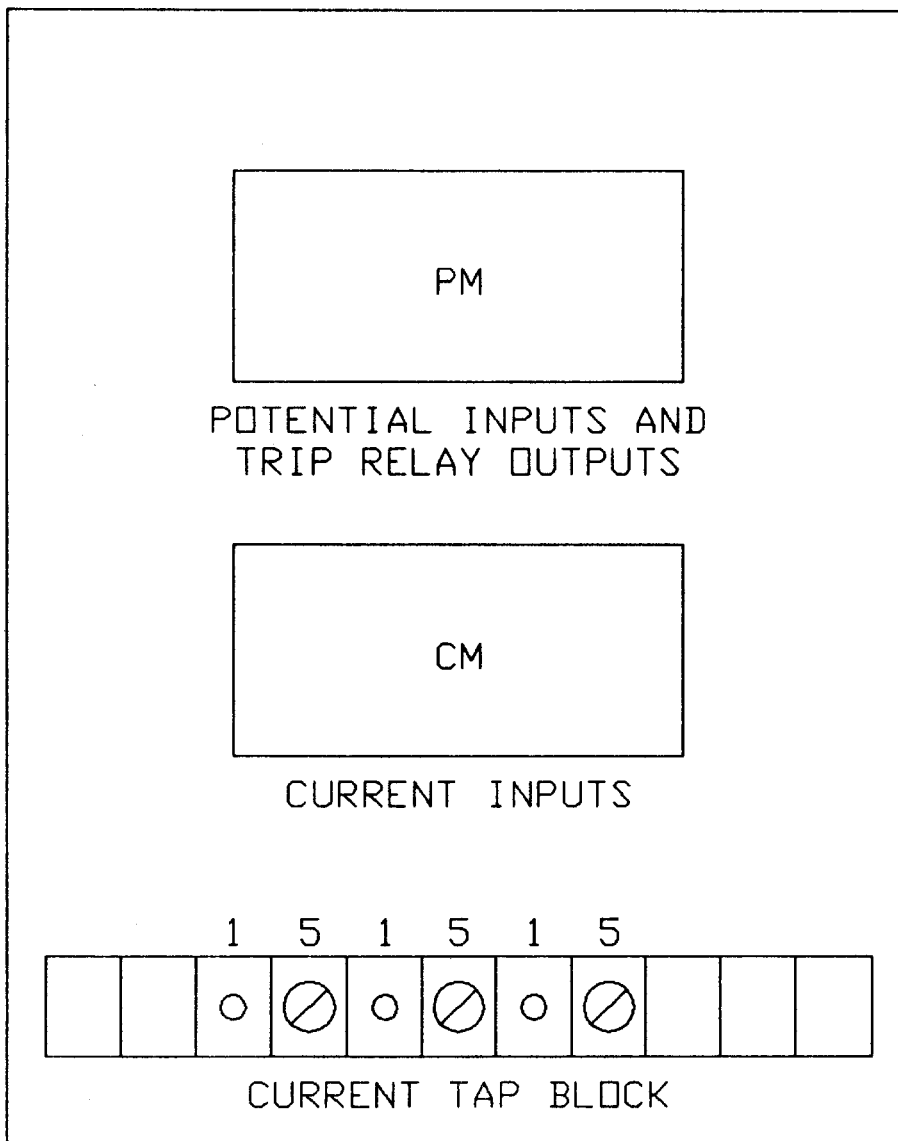 PM
POTENTIAL INPUTS AND
TRIP RELAY OUTPUTS
CM
CURRENT INPUTS
1 5 1 5 1 5
CURRENT TAP BLOCK